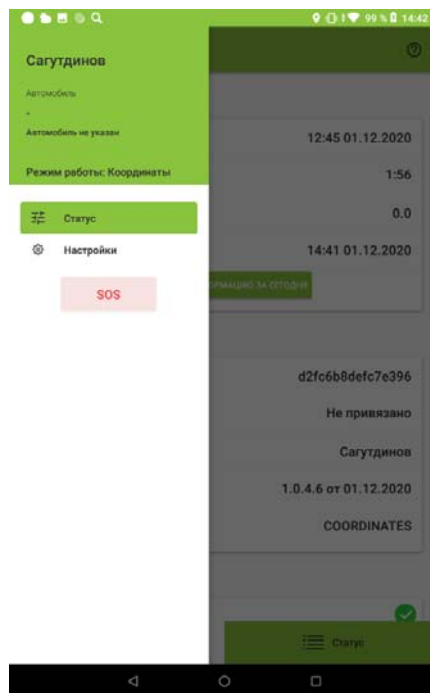 99 % 14:42
Сагутдинов
Автомобиль
-
Автомобиль не указан
Режим работы: Координаты
Статус
Настройки
SOS
12:45 01.12.2020
1:56
0.0
14:41 01.12.2020
ЗА СЕГОДНЯ
d2fc6b8defc7e396
Не привязано
Сагутдинов
1.0.4.6 от 01.12.2020
COORDINATES
Статус